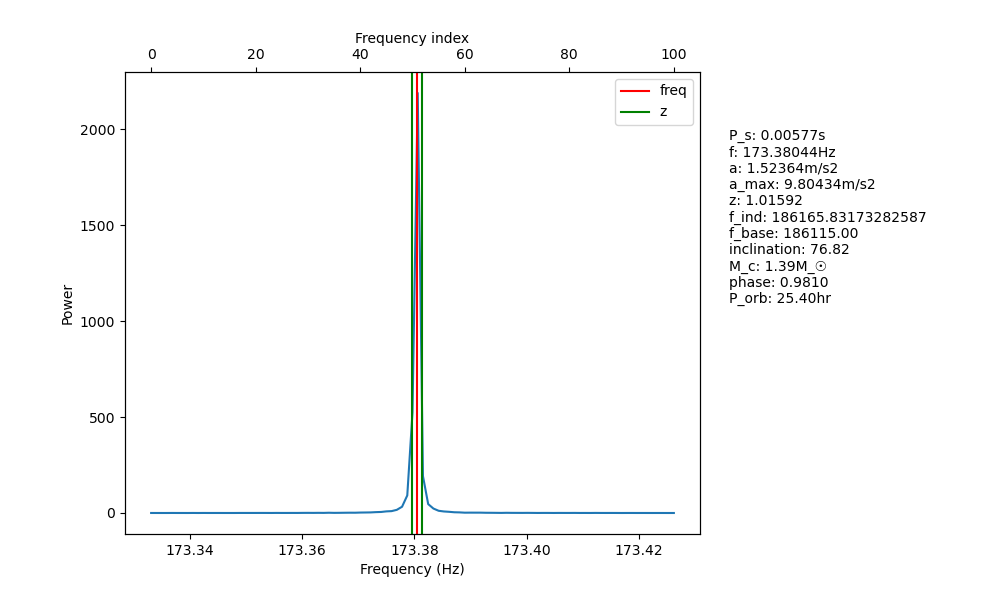 Frequency index
0 20 40 60 80 100
freq
z
2000
1500
1000
500
0
Power
173.34 173.36 173.38 173.40 173.42
Frequency (Hz)
P_s: 0.00577s
f: 173.38044Hz
a: 1.52364m/s2
a_max: 9.80434m/s2
z: 1.01592
f_ind: 186165.83173282587
f_base: 186115.00
inclination: 76.82
M_c: 1.39M_☉
phase: 0.9810
P_orb: 25.40hr